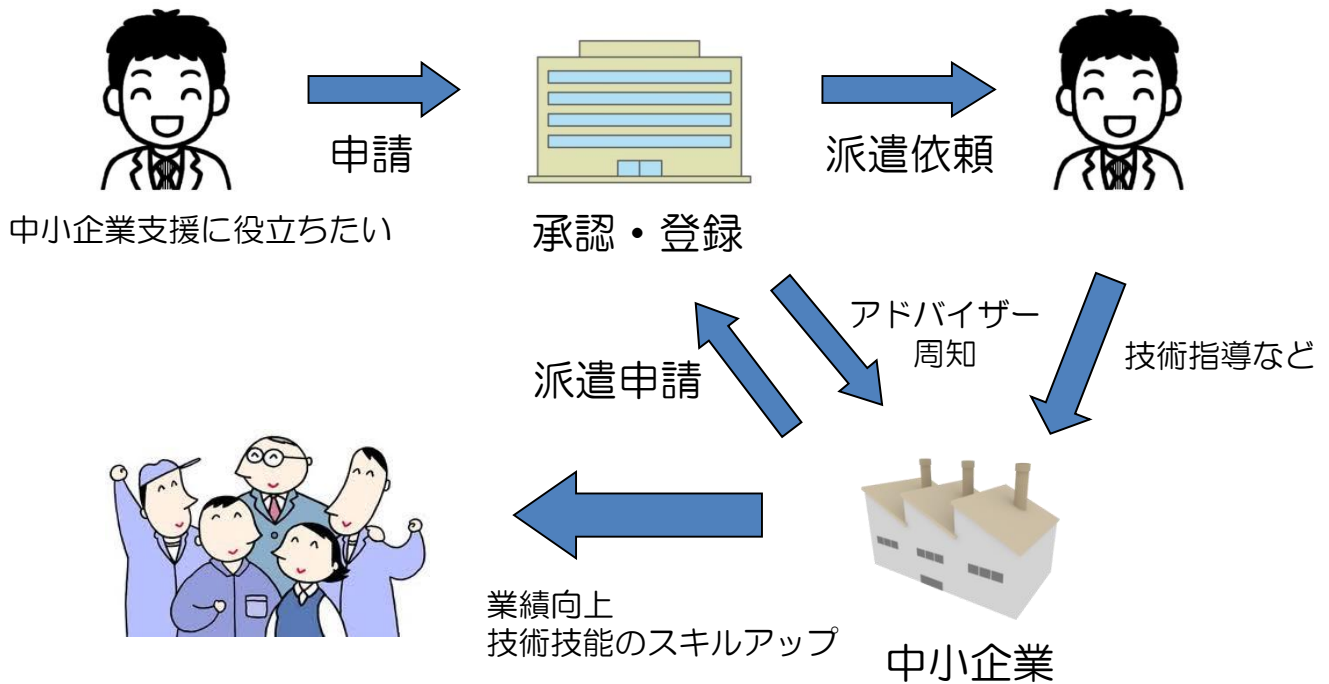 申請
派遣依頼
中小企業支援に役立ちたい
承認・登録
アドバイザー
周知
技術指導など
派遣申請
業績向上
技術技能のスキルアップ
中小企業